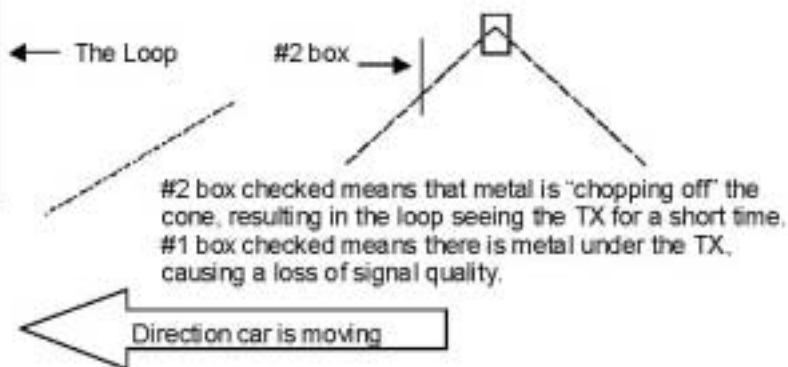 The Loop
#2 box
#2 box checked means that metal is "chopping off" the
cone, resulting in the loop seeing the TX for a short time.
#1 box checked means there is metal under the TX,
causing a loss of signal quality.
Direction car is moving